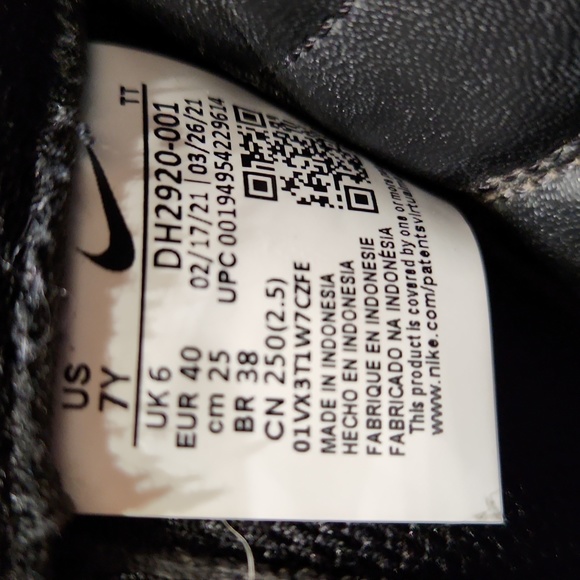 TT
US
7Y
UK 6
EUR 40
cm 25
BR 38
CN 250(2.5)
DH2920-001
02/17/21 | 03/26/21
UPC 00194954229614
01VX3T1W7CZFE
MADE IN INDONESIA
HECHO EN INDONESIA
FABRIQUE EN INDONESIE
FABRICADO NA INDONÉSIA
This product is covered by one or more
www.nike.com/patents